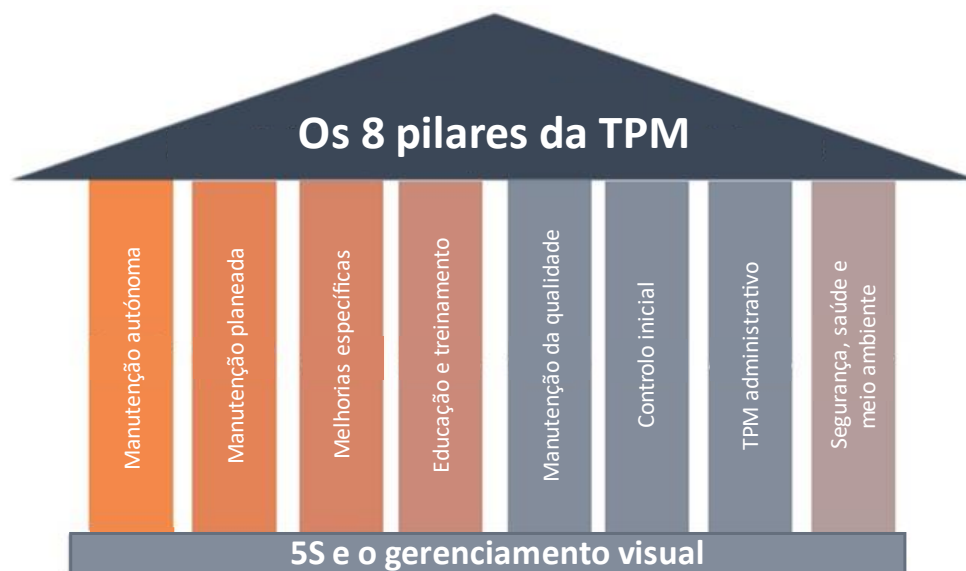 Os 8 pilares da TPM
Manutenção autónoma
Manutenção planeada
Melhorias específicas
Educação e treinamento
Manutenção da qualidade
Controlo inicial
TPM administrativo
Segurança, saúde e
meio ambiente
5S e o gerenciamento visual